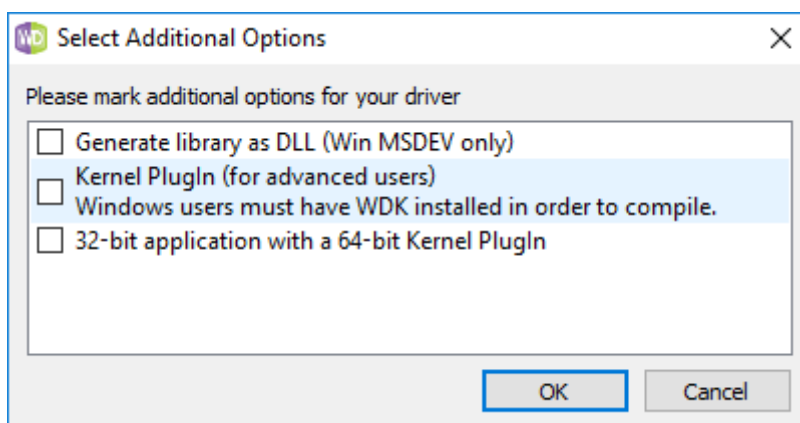 WD Select Additional Options
Please mark additional options for your driver
Generate library as DLL (Win MSDEV only)
Kernel PlugIn (for advanced users)
Windows users must have WDK installed in order to compile.
32-bit application with a 64-bit Kernel PlugIn
OK Cancel